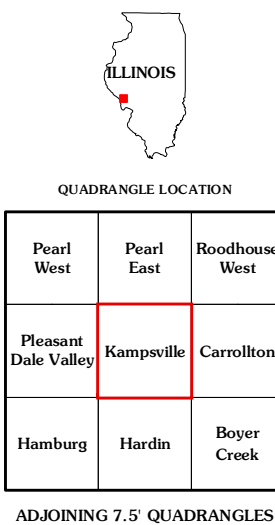 ILLINOIS
QUADRANGLE LOCATION
Pearl
West
Pearl
East
Roodhouse
West
Pleasant
Dale Valley
Kampsville
Carrollton
Hamburg
Hardin
Boyer
Creek
ADJOINING 7.5' QUADRANGLES